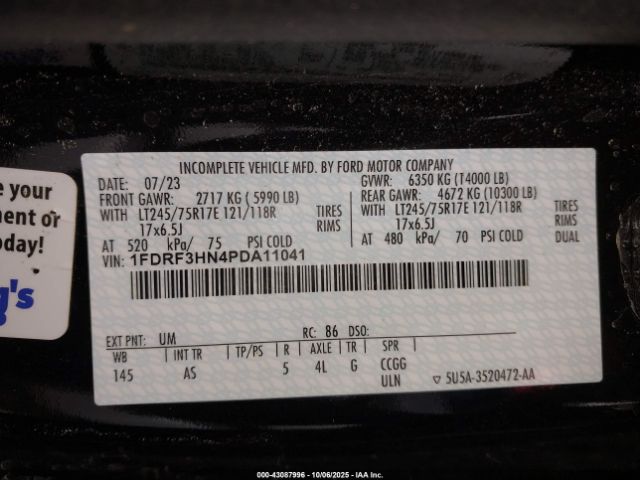 e your
ment or
oday!
g's
INCOMPLETE VEHICLE MFD. BY FORD MOTOR COMPANY
DATE: 07/23 GVWR: 6350 KG (14000 LB)
FRONT GAWR: 2717 KG (5990 LB) REAR GAWR: 4672 KG (10300 LB)
WITH LT245/75R17E 121/118R TIRES WITH LT245/75R17E 121/118R TIRES
17x6.5J RIMS 17x6.5J RIMS
AT 520 kPa/ 75 PSI COLD AT 480 kPa/ 70 PSI COLD DUAL
VIN: 1FDRF3HN4PDA11041
EXT PNT: UM RC: 86 DSO:
WB INT TR TP/PS R AXLE TR SPR
145 AS 5 4L G CCGG
ULN ▽ 5U5A-3520472-AA
000-43087996 - 10/06/2025 - IAA Inc.